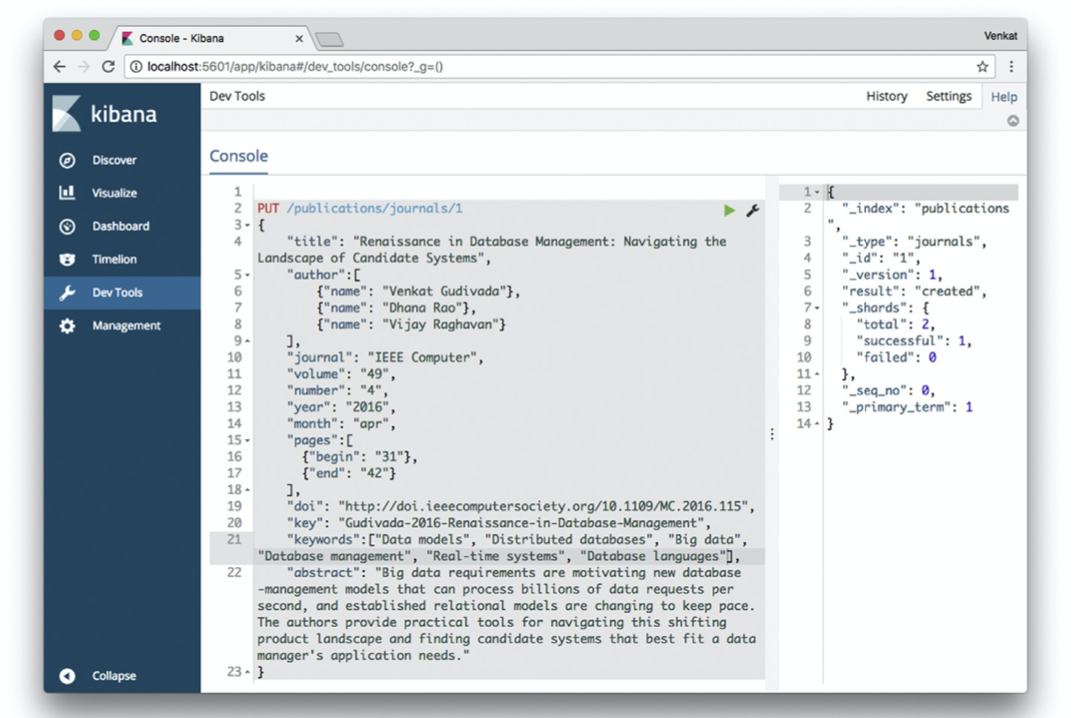 Console - Kibana
Venkat
localhost:5601/app/kibana#/dev_tools/console?_g=()
kibana
Discover
Visualize
Dashboard
Timelion
Dev Tools
Management
Collapse
Dev Tools
History Settings Help
Console
1
2 PUT /publications/journals/1
3 {
4 "title": "Renaissance in Database Management: Navigating the
Landscape of Candidate Systems",
5 "author":[
6 {"name": "Venkat Gudivada"},
7 {"name": "Dhana Rao"},
8 {"name": "Vijay Raghavan"}
9 ],
10 "journal": "IEEE Computer",
11 "volume": "49",
12 "number": "4",
13 "year": "2016",
14 "month": "apr",
15 "pages":[
16 {"begin": "31"},
17 {"end": "42"}
18 ],
19 "doi": "http://doi.ieeecomputersociety.org/10.1109/MC.2016.115",
20 "key": "Gudivada-2016-Renaissance-in-Database-Management",
21 "keywords":["Data models", "Distributed databases", "Big data",
"Database management", "Real-time systems", "Database languages"],
22 "abstract": "Big data requirements are motivating new database
-management models that can process billions of data requests per
second, and established relational models are changing to keep pace.
The authors provide practical tools for navigating this shifting
product landscape and finding candidate systems that best fit a data
manager's application needs."
23 }
1 {
2 "_index": "publications
",
3 "_type": "journals",
4 "_id": "1",
5 "_version": 1,
6 "result": "created",
7 "_shards": {
8 "total": 2,
9 "successful": 1,
10 "failed": 0
11 },
12 "_seq_no": 0,
13 "_primary_term": 1
14 }